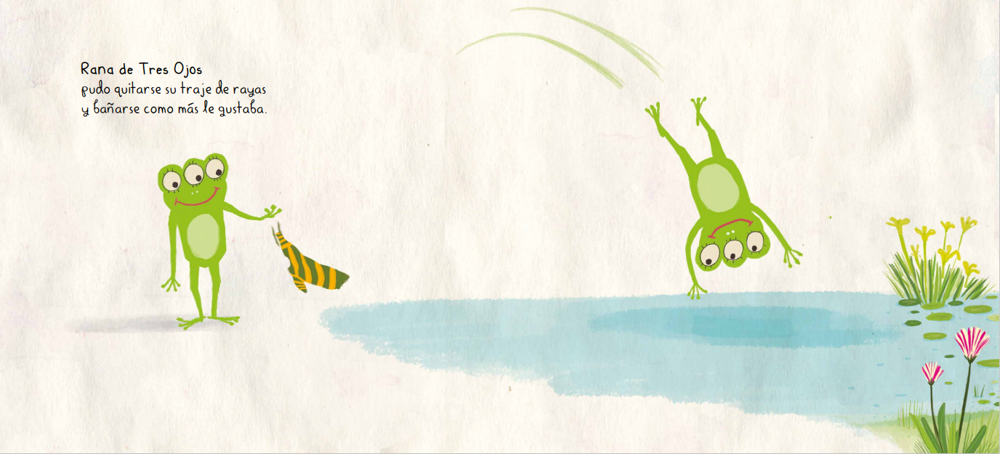 Rana de Tres Ojos
pudo quitarse su traje de rayas
y bañarse como más le gustaba.